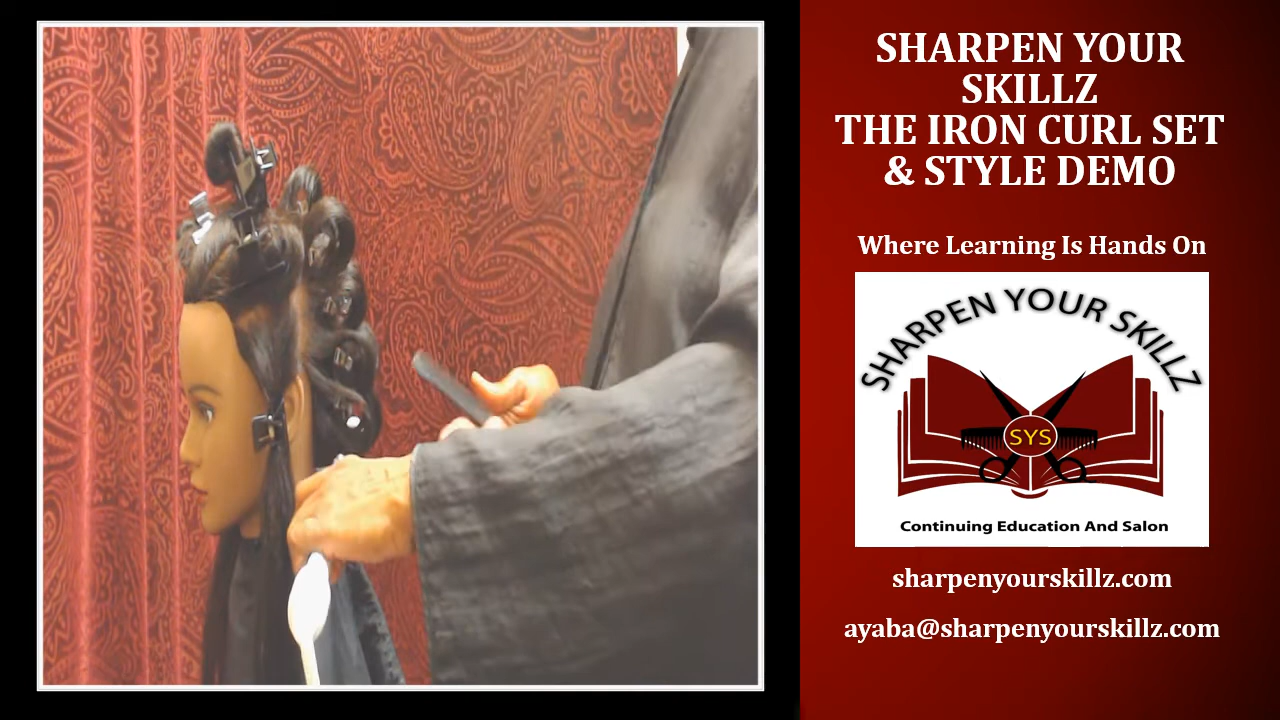 SHARPEN YOUR
SKILLZ
THE IRON CURL SET
& STYLE DEMO
Where Learning Is Hands On
SHARPEN YOUR SKILLZ
SYS
Continuing Education And Salon
sharpenyourskillz.com
ayaba@sharpenyourskillz.com